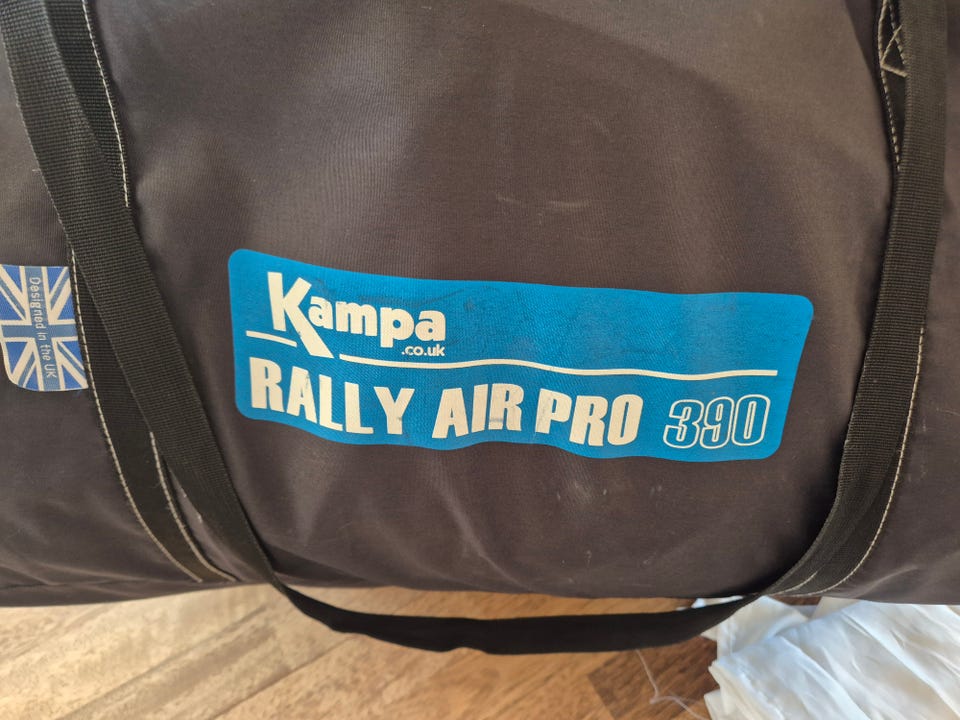 Kampa
.co.uk
RALLY AIR PRO 390
Designed in the UK